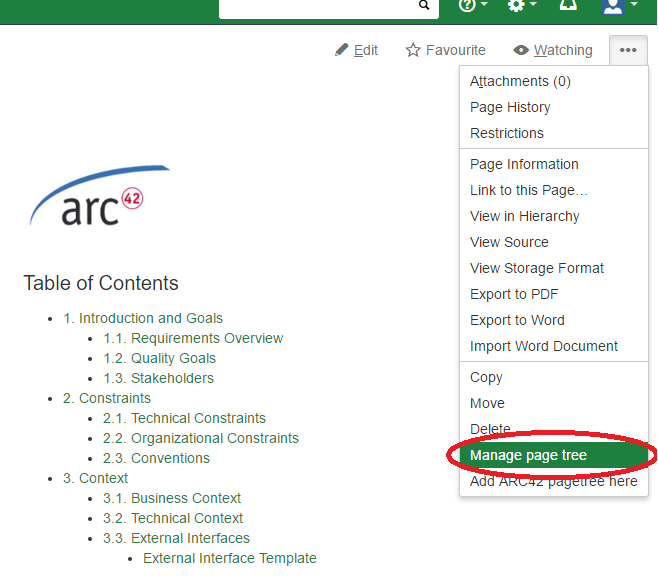 Edit
Favourite
Watching
•••
Attachments (0)
Page History
Restrictions
Page Information
Link to this Page…
View in Hierarchy
View Source
View Storage Format
Export to PDF
Export to Word
Import Word Document
Copy
Move
Delete
Manage page tree
Add ARC42 pagetree here
arc 42
Table of Contents
• 1. Introduction and Goals
• 1.1. Requirements Overview
• 1.2. Quality Goals
• 1.3. Stakeholders
• 2. Constraints
• 2.1. Technical Constraints
• 2.2. Organizational Constraints
• 2.3. Conventions
• 3. Context
• 3.1. Business Context
• 3.2. Technical Context
• 3.3. External Interfaces
• External Interface Template